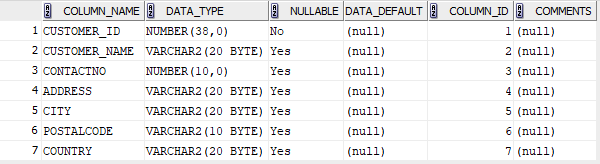 COLUMN_NAME DATA_TYPE NULLABLE DATA_DEFAULT COLUMN_ID COMMENTS
1 CUSTOMER_ID NUMBER(38,0) No (null) 1 (null)
2 CUSTOMER_NAME VARCHAR2(20 BYTE) Yes (null) 2 (null)
3 CONTACTNO NUMBER(10,0) Yes (null) 3 (null)
4 ADDRESS VARCHAR2(20 BYTE) Yes (null) 4 (null)
5 CITY VARCHAR2(20 BYTE) Yes (null) 5 (null)
6 POSTALCODE VARCHAR2(10 BYTE) Yes (null) 6 (null)
7 COUNTRY VARCHAR2(20 BYTE) Yes (null) 7 (null)